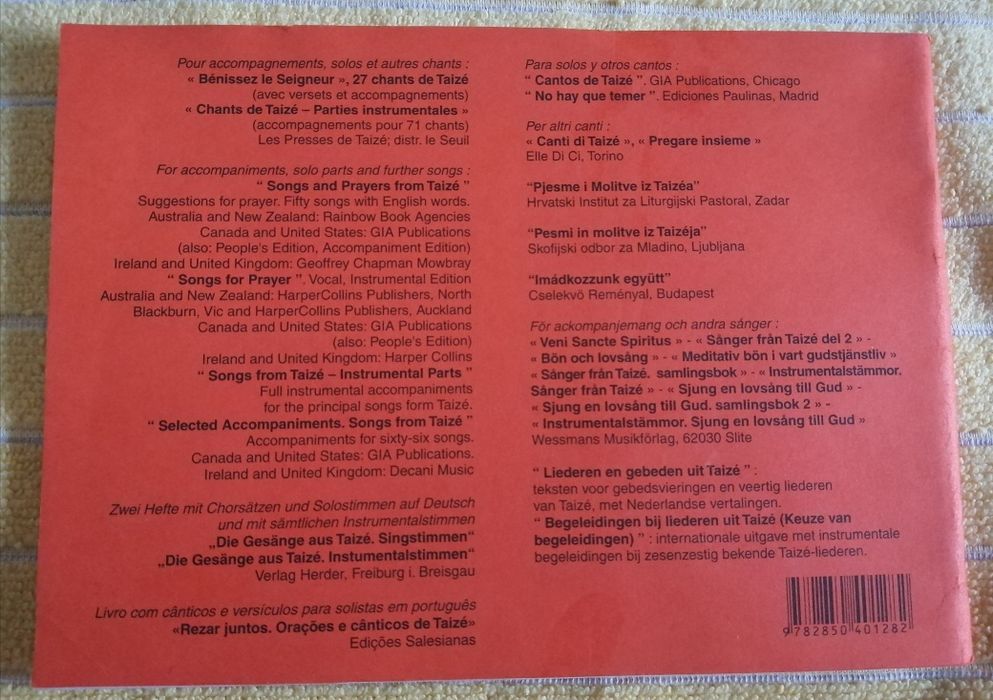 Pour accompagnements, solos et autres chants :
« Bénissez le Seigneur », 27 chants de Taizé
(avec versets et accompagnements)
« Chants de Taizé – Parties instrumentales »
(accompagnements pour 71 chants)
Les Presses de Taizé; distr. le Seuil
For accompaniments, solo parts and further songs :
“ Songs and Prayers from Taizé ”
Suggestions for prayer. Fifty songs with English words.
Australia and New Zealand: Rainbow Book Agencies
Canada and United States: GIA Publications
(also: People's Edition, Accompaniment Edition)
Ireland and United Kingdom: Geoffrey Chapman Mowbray
“ Songs for Prayer ”. Vocal, Instrumental Edition
Australia and New Zealand: HarperCollins Publishers, North
Blackburn, Vic and HarperCollins Publishers, Auckland
Canada and United States: GIA Publications
(also: People's Edition)
Ireland and United Kingdom: Harper Collins
“ Songs from Taizé – Instrumental Parts ”
Full instrumental accompaniments
for the principal songs form Taizé.
“ Selected Accompaniments. Songs from Taizé ”
Accompaniments for sixty-six songs.
Canada and United States: GIA Publications.
Ireland and United Kingdom: Decani Music
Zwei Hefte mit Chorsätzen und Solostimmen auf Deutsch
und mit sämtlichen Instrumentalstimmen
„Die Gesänge aus Taizé. Singstimmen“
„Die Gesänge aus Taizé. Instumentalstimmen“
Verlag Herder, Freiburg i. Breisgau
Livro com cânticos e versículos para solistas em português
«Rezar juntos. Orações e cânticos de Taizé»
Edições Salesianas
Para solos y otros cantos :
“ Cantos de Taizé ”. GIA Publications, Chicago
“ No hay que temer ”. Ediciones Paulinas, Madrid
Per altri canti :
« Canti di Taizé », « Pregare insieme »
Elle Di Ci, Torino
“Pjesme i Molitve iz Taizéa”
Hrvatski Institut za Liturgijski Pastoral, Zadar
“Pesmi in molitve iz Taizéja”
Skofijski odbor za Mladino, Ljubljana
“Imádkozzunk együtt”
Cselekvö Reményal, Budapest
För ackompanjemang och andra sånger :
« Veni Sancte Spiritus » - « Sånger från Taizé del 2 » -
« Bön och lovsång » - « Meditativ bön i vart gudstjänstliv »
« Sånger från Taizé. samlingsbok » - « Instrumentalstämmor.
Sånger från Taizé » - « Sjung en lovsång till Gud » -
« Sjung en lovsång till Gud. samlingsbok 2 » -
« Instrumentalstämmor. Sjung en lovsång till Gud »
Wessmans Musikförlag, 62030 Slite
“ Liederen en gebeden uit Taizé ” :
teksten voor gebedsvieringen en veertig liederen
van Taizé, met Nederlandse vertalingen.
“ Begeleidingen bij liederen uit Taizé (Keuze van
begeleidingen) ” : internationale uitgave met instrumentale
begeleidingen bij zesenzestig bekende Taizé-liederen.
9 782850 401282